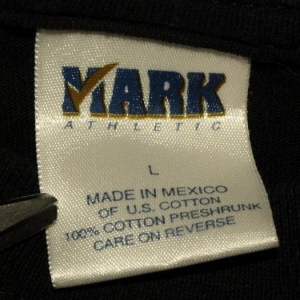 MARK
ATHLETIC
L
MADE IN MEXICO
OF U.S. COTTON
100% COTTON PRESHRUNK
CARE ON REVERSE